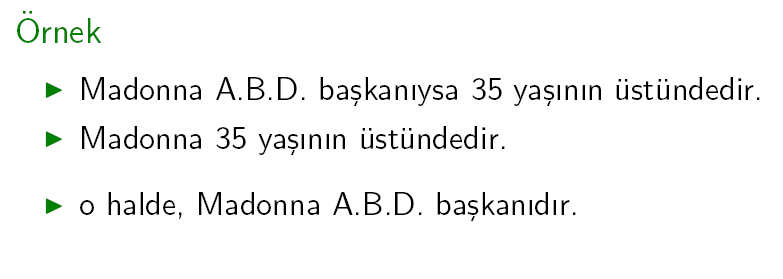 Örnek
▶ Madonna A.B.D. başkanıysa 35 yaşının üstündedir.
▶ Madonna 35 yaşının üstündedir.
▶ o halde, Madonna A.B.D. başkanıdır.